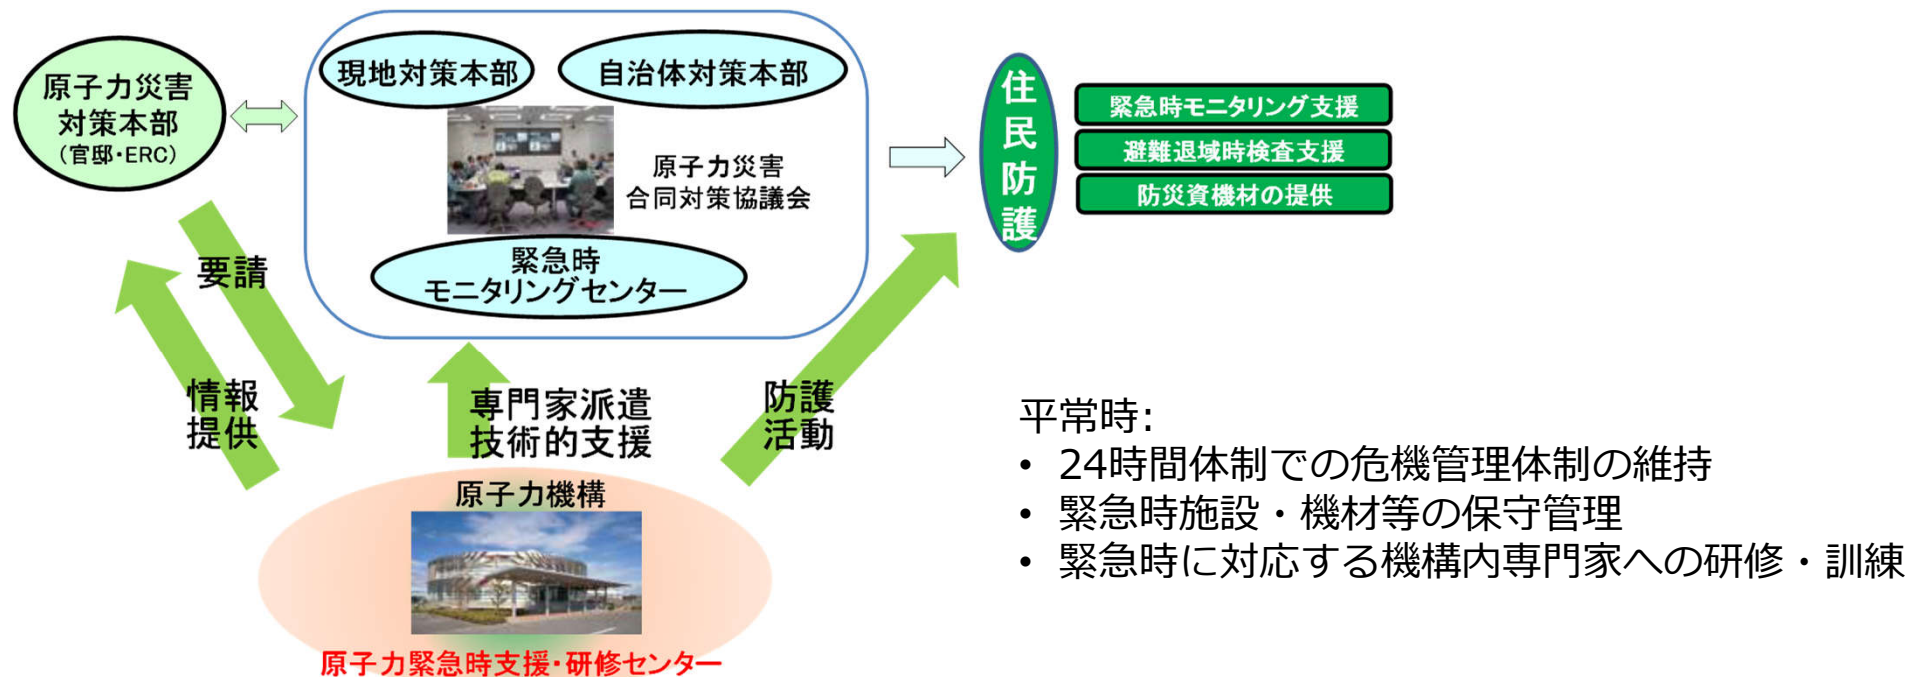 原子力災害
対策本部
(官邸・ERC)
現地対策本部
自治体対策本部
原子力災害
合同対策協議会
緊急時
モニタリングセンター
住民防護
緊急時モニタリング支援
避難退域時検査支援
防災資機材の提供
要請
情報
提供
専門家派遣
技術的支援
防護
活動
原子力機構
原子力緊急時支援・研修センター
平常時:
• 24時間体制での危機管理体制の維持
• 緊急時施設・機材等の保守管理
• 緊急時に対応する機構内専門家への研修・訓練